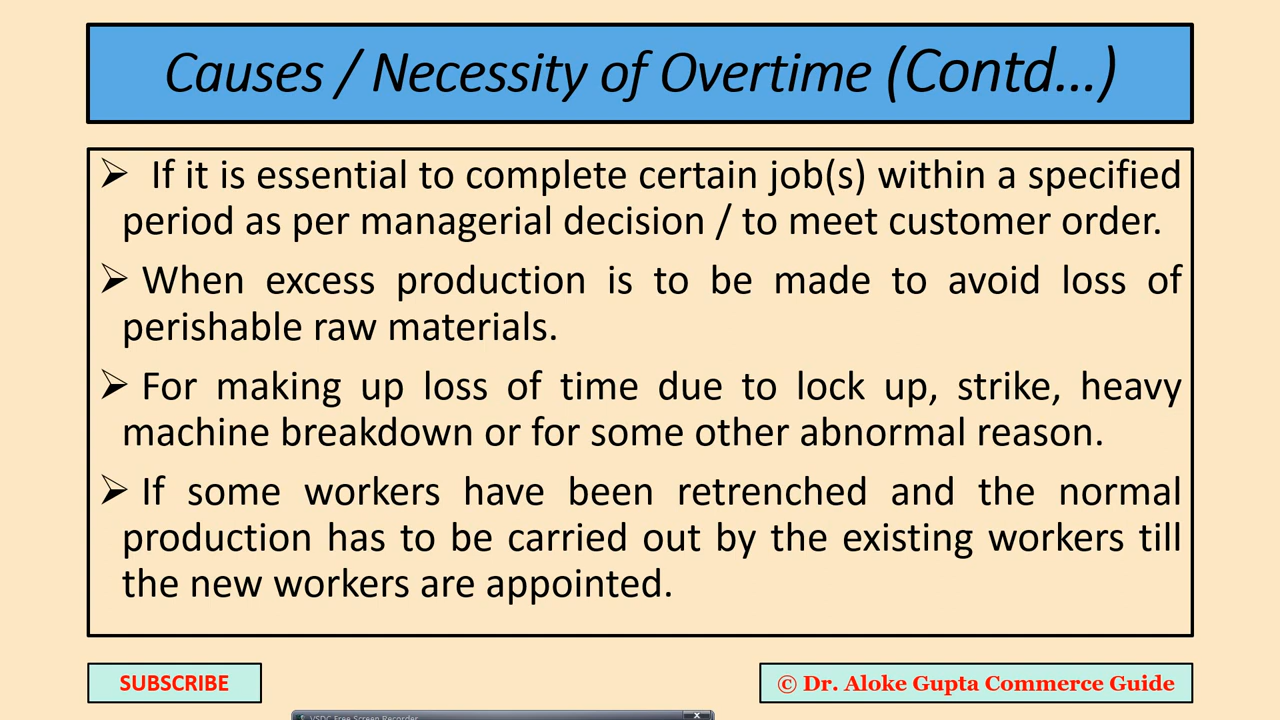 Causes / Necessity of Overtime (Contd...)
➢ If it is essential to complete certain job(s) within a specified
period as per managerial decision / to meet customer order.
➢ When excess production is to be made to avoid loss of
perishable raw materials.
➢ For making up loss of time due to lock up, strike, heavy
machine breakdown or for some other abnormal reason.
➢ If some workers have been retrenched and the normal
production has to be carried out by the existing workers till
the new workers are appointed.
SUBSCRIBE
© Dr. Aloke Gupta Commerce Guide
VSDC Free Screen Recorder